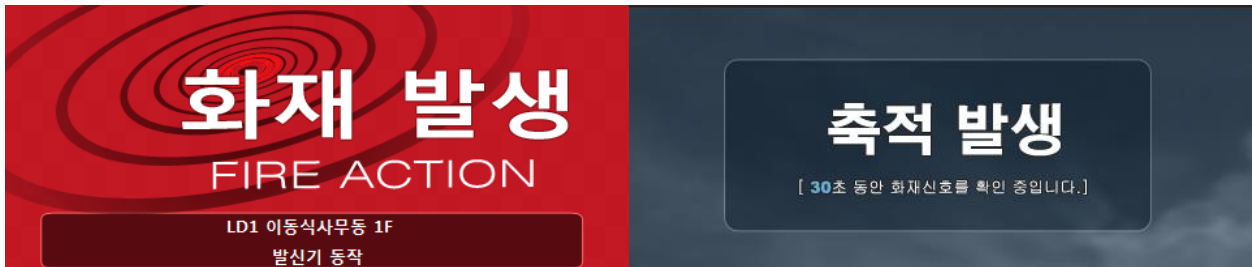 화재 발생
FIRE ACTION
LD1 이동식사무동 1F
발신기 동작
축적 발생
[ 30초 동안 화재신호를 확인 중입니다.]